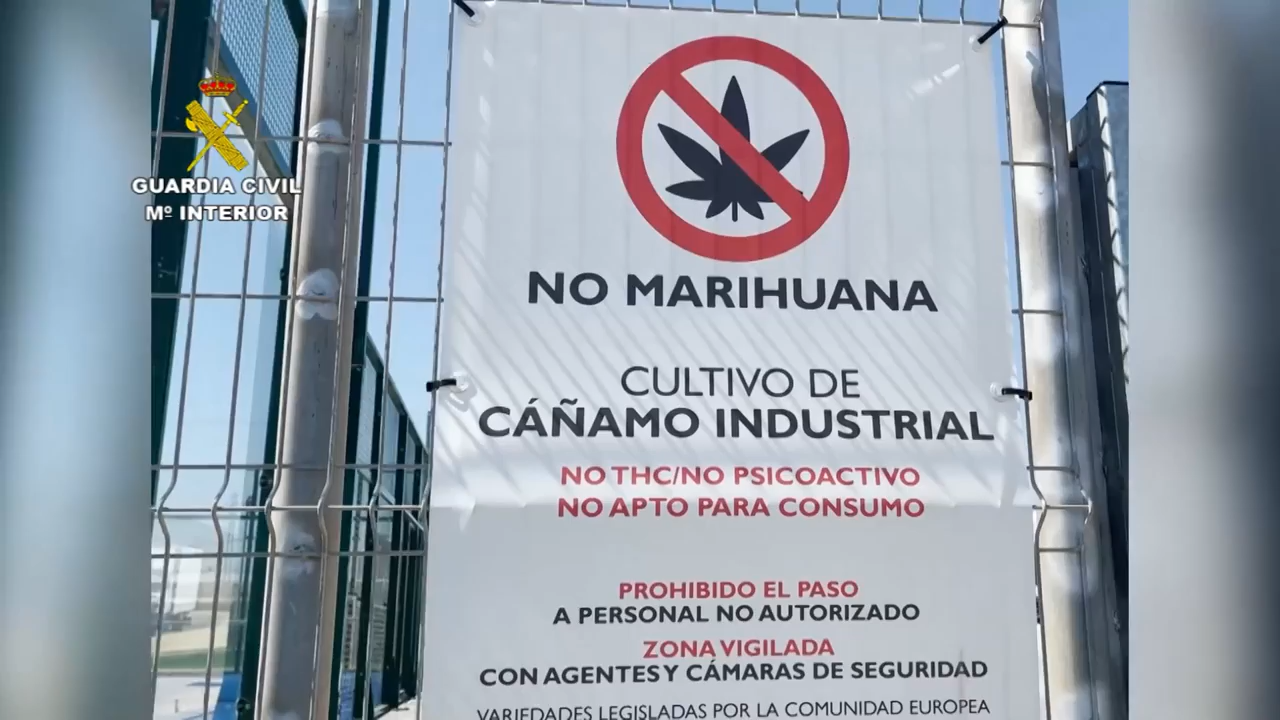 GUARDIA CIVIL
Mº INTERIOR
NO MARIHUANA
CULTIVO DE
CÁÑAMO INDUSTRIAL
NO THC/NO PSICOACTIVO
NO APTO PARA CONSUMO
PROHIBIDO EL PASO
A PERSONAL NO AUTORIZADO
ZONA VIGILADA
CON AGENTES Y CÁMARAS DE SEGURIDAD
VARIEDADES LEGISLADAS POR LA COMUNIDAD EUROPEA